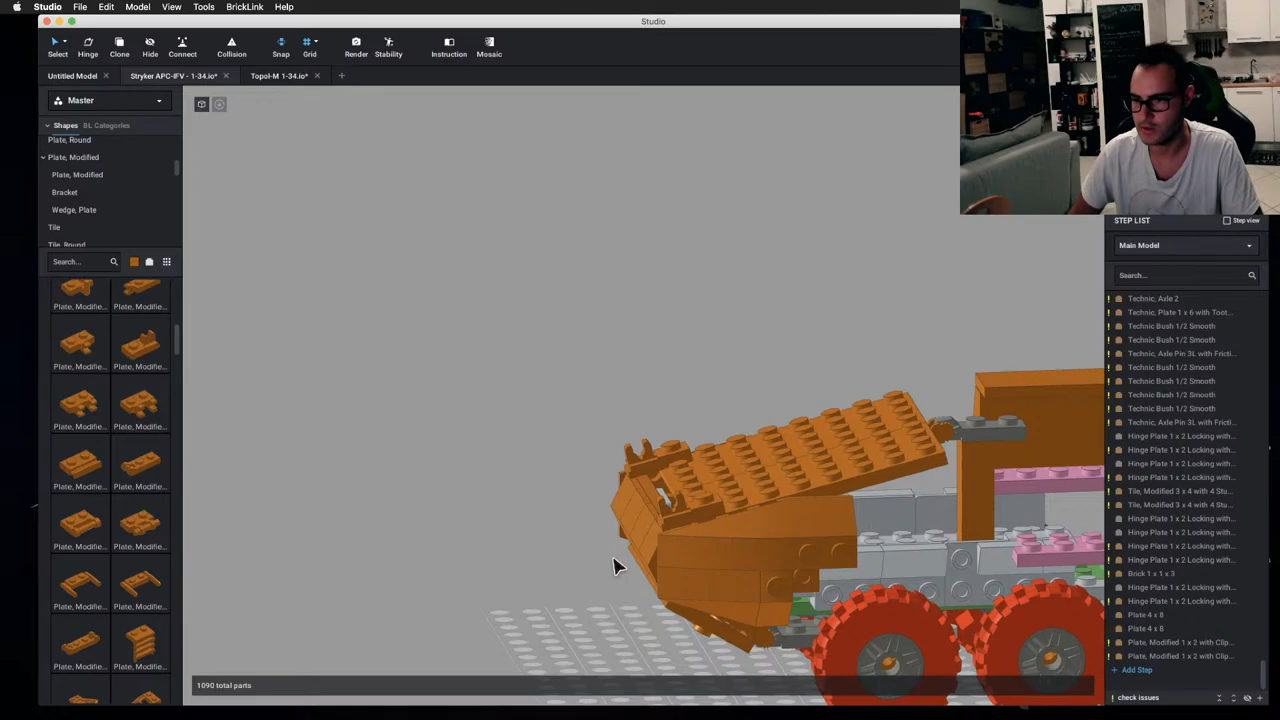 Studio File Edit Model View Tools BrickLink Help
Studio
Select Hinge Clone Hide Connect Collision Snap Grid Render Stability Instruction Mosaic
Untitled Model Stryker APC-IFV - 1-34.io* Topol-M 1-34.io*
Master
Shapes BL Categories
Plate, Round
Plate, Modified
Plate, Modified
Bracket
Wedge, Plate
Tile
Tile, Round
Search...
Plate, Modifie... Plate, Modifie...
Plate, Modifie... Plate, Modifie...
Plate, Modifie... Plate, Modifie...
Plate, Modifie... Plate, Modifie...
Plate, Modifie... Plate, Modifie...
Plate, Modifie... Plate, Modifie...
Plate, Modifie... Plate, Modifie...
1090 total parts
STEP LIST Step view
Main Model
Search...
Technic, Axle 2
Technic, Plate 1 x 6 with Toot...
Technic Bush 1/2 Smooth
Technic Bush 1/2 Smooth
Technic, Axle Pin 3L with Fricti...
Technic Bush 1/2 Smooth
Technic Bush 1/2 Smooth
Technic Bush 1/2 Smooth
Technic Bush 1/2 Smooth
Technic, Axle Pin 3L with Fricti...
Hinge Plate 1 x 2 Locking with...
Hinge Plate 1 x 2 Locking with...
Hinge Plate 1 x 2 Locking with...
Hinge Plate 1 x 2 Locking with...
Tile, Modified 3 x 4 with 4 Stu...
Tile, Modified 3 x 4 with 4 Stu...
Hinge Plate 1 x 2 Locking with...
Hinge Plate 1 x 2 Locking with...
Hinge Plate 1 x 2 Locking with...
Hinge Plate 1 x 2 Locking with...
Brick 1 x 1 x 3
Hinge Plate 1 x 2 Locking with...
Hinge Plate 1 x 2 Locking with...
Plate 4 x 8
Plate 4 x 8
Plate, Modified 1 x 2 with Clip...
Plate, Modified 1 x 2 with Clip...
+ Add Step
check issues